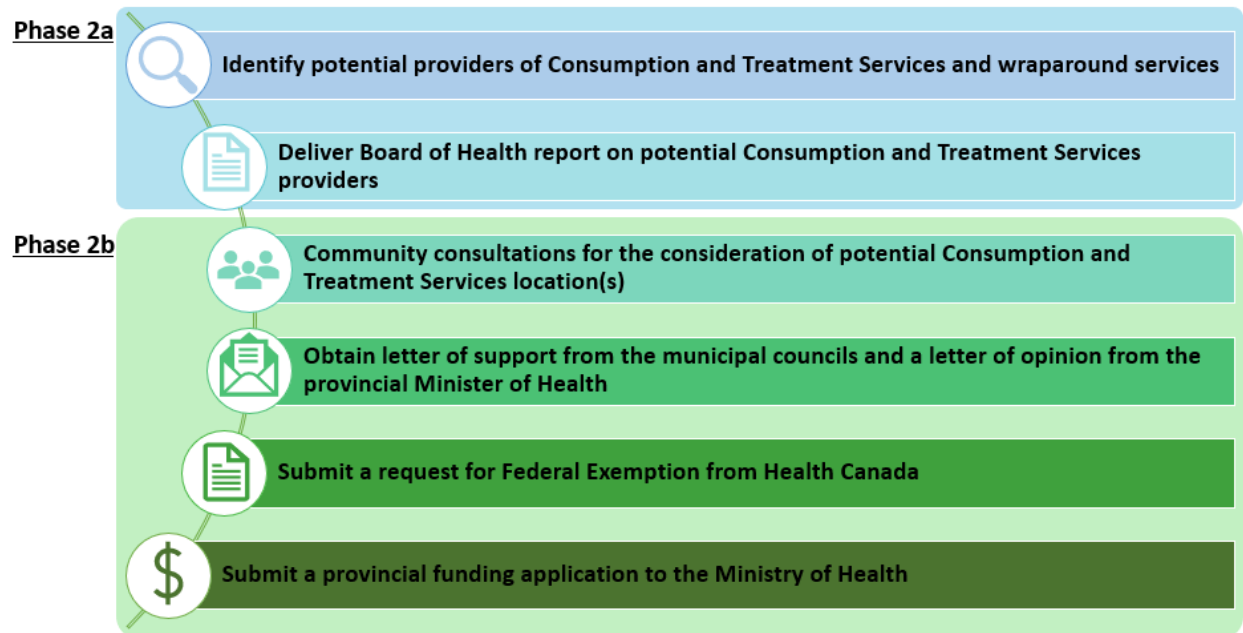 Phase 2a
Identify potential providers of Consumption and Treatment Services and wraparound services
Deliver Board of Health report on potential Consumption and Treatment Services
providers
Phase 2b
Community consultations for the consideration of potential Consumption and
Treatment Services location(s)
Obtain letter of support from the municipal councils and a letter of opinion from the
provincial Minister of Health
Submit a request for Federal Exemption from Health Canada
$
Submit a provincial funding application to the Ministry of Health